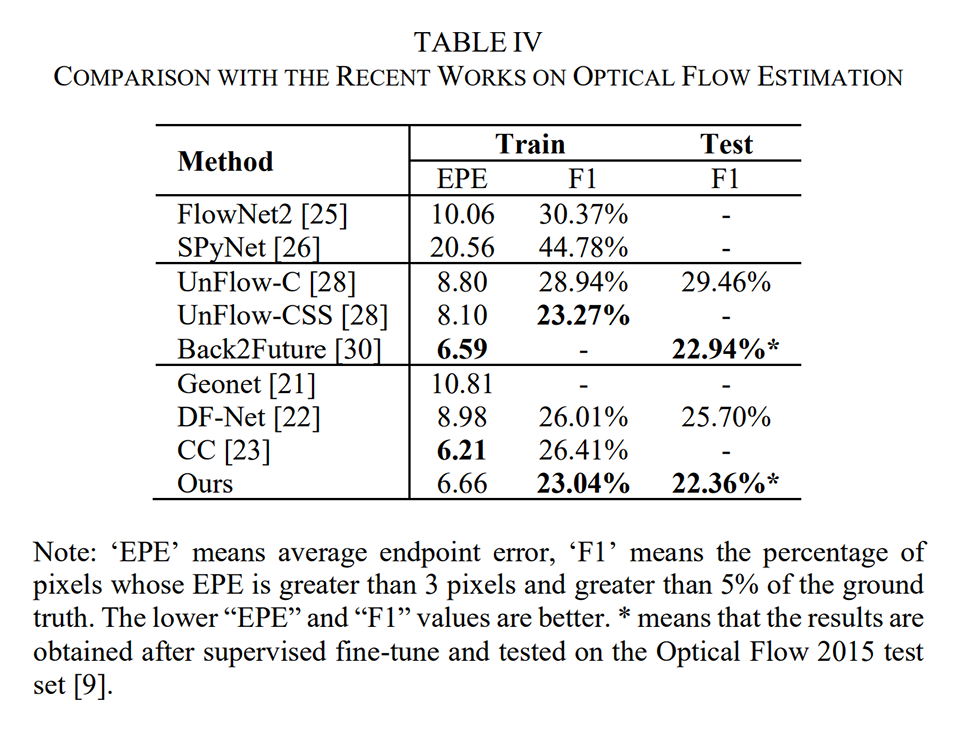 TABLE IV
COMPARISON WITH THE RECENT WORKS ON OPTICAL FLOW ESTIMATION
Method Train Test
EPE F1 F1
FlowNet2 [25] 10.06 30.37% -
SPyNet [26] 20.56 44.78% -
UnFlow-C [28] 8.80 28.94% 29.46%
UnFlow-CSS [28] 8.10 23.27% -
Back2Future [30] 6.59 - 22.94%*
Geonet [21] 10.81 - -
DF-Net [22] 8.98 26.01% 25.70%
CC [23] 6.21 26.41% -
Ours 6.66 23.04% 22.36%*
Note: ‘EPE’ means average endpoint error, ‘F1’ means the percentage of
pixels whose EPE is greater than 3 pixels and greater than 5% of the ground
truth. The lower “EPE” and “F1” values are better. * means that the results are
obtained after supervised fine-tune and tested on the Optical Flow 2015 test
set [9].